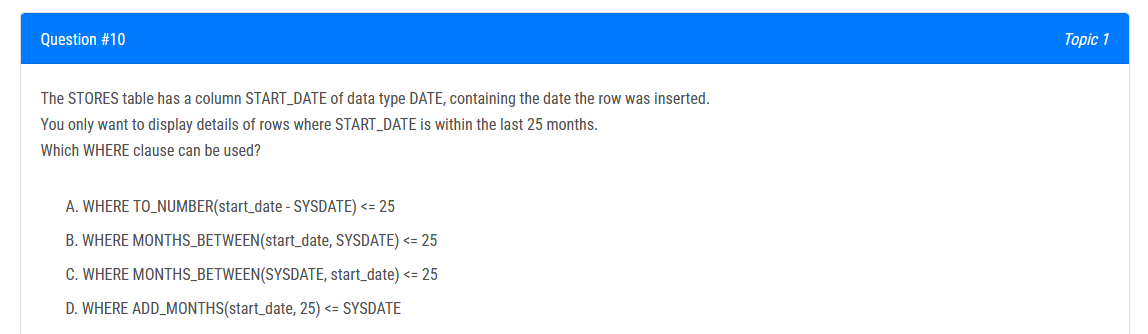 Question #10
Topic 1
The STORES table has a column START_DATE of data type DATE, containing the date the row was inserted.
You only want to display details of rows where START_DATE is within the last 25 months.
Which WHERE clause can be used?
A. WHERE TO_NUMBER(start_date - SYSDATE) <= 25
B. WHERE MONTHS_BETWEEN(start_date, SYSDATE) <= 25
C. WHERE MONTHS_BETWEEN(SYSDATE, start_date) <= 25
D. WHERE ADD_MONTHS(start_date, 25) <= SYSDATE